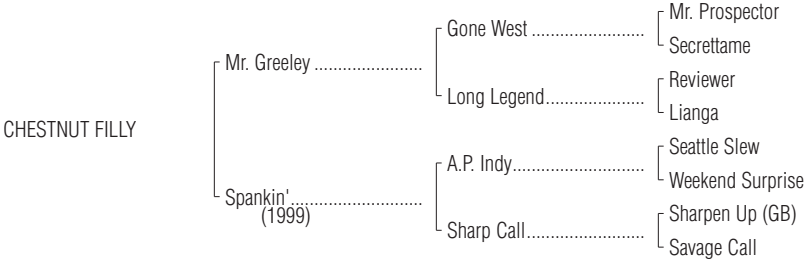 Mr. Prospector
Gone West ........................
Secrettame
Mr. Greeley .......................
Reviewer
Long Legend.....................
Lianga
CHESTNUT FILLY
Seattle Slew
A.P. Indy............................
Weekend Surprise
Spankin'............................
(1999)
Sharpen Up (GB)
Sharp Call.........................
Savage Call